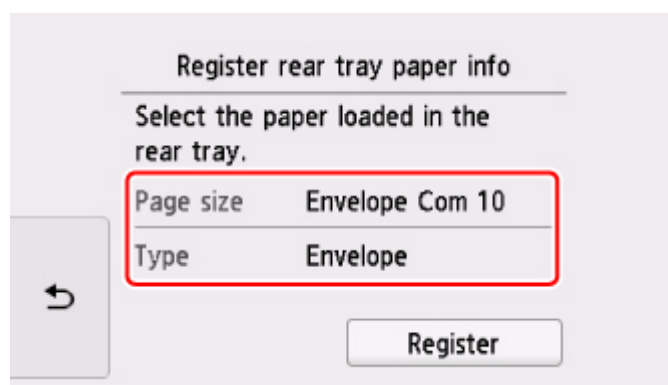 Register rear tray paper info
Select the paper loaded in the
rear tray.
Page size Envelope Com 10
Type Envelope
Register